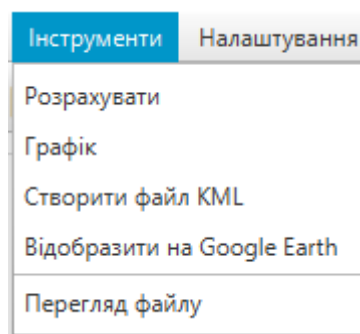 Інструменти Налаштування
Розрахувати
Графік
Створити файл KML
Відобразити на Google Earth
Перегляд файлу